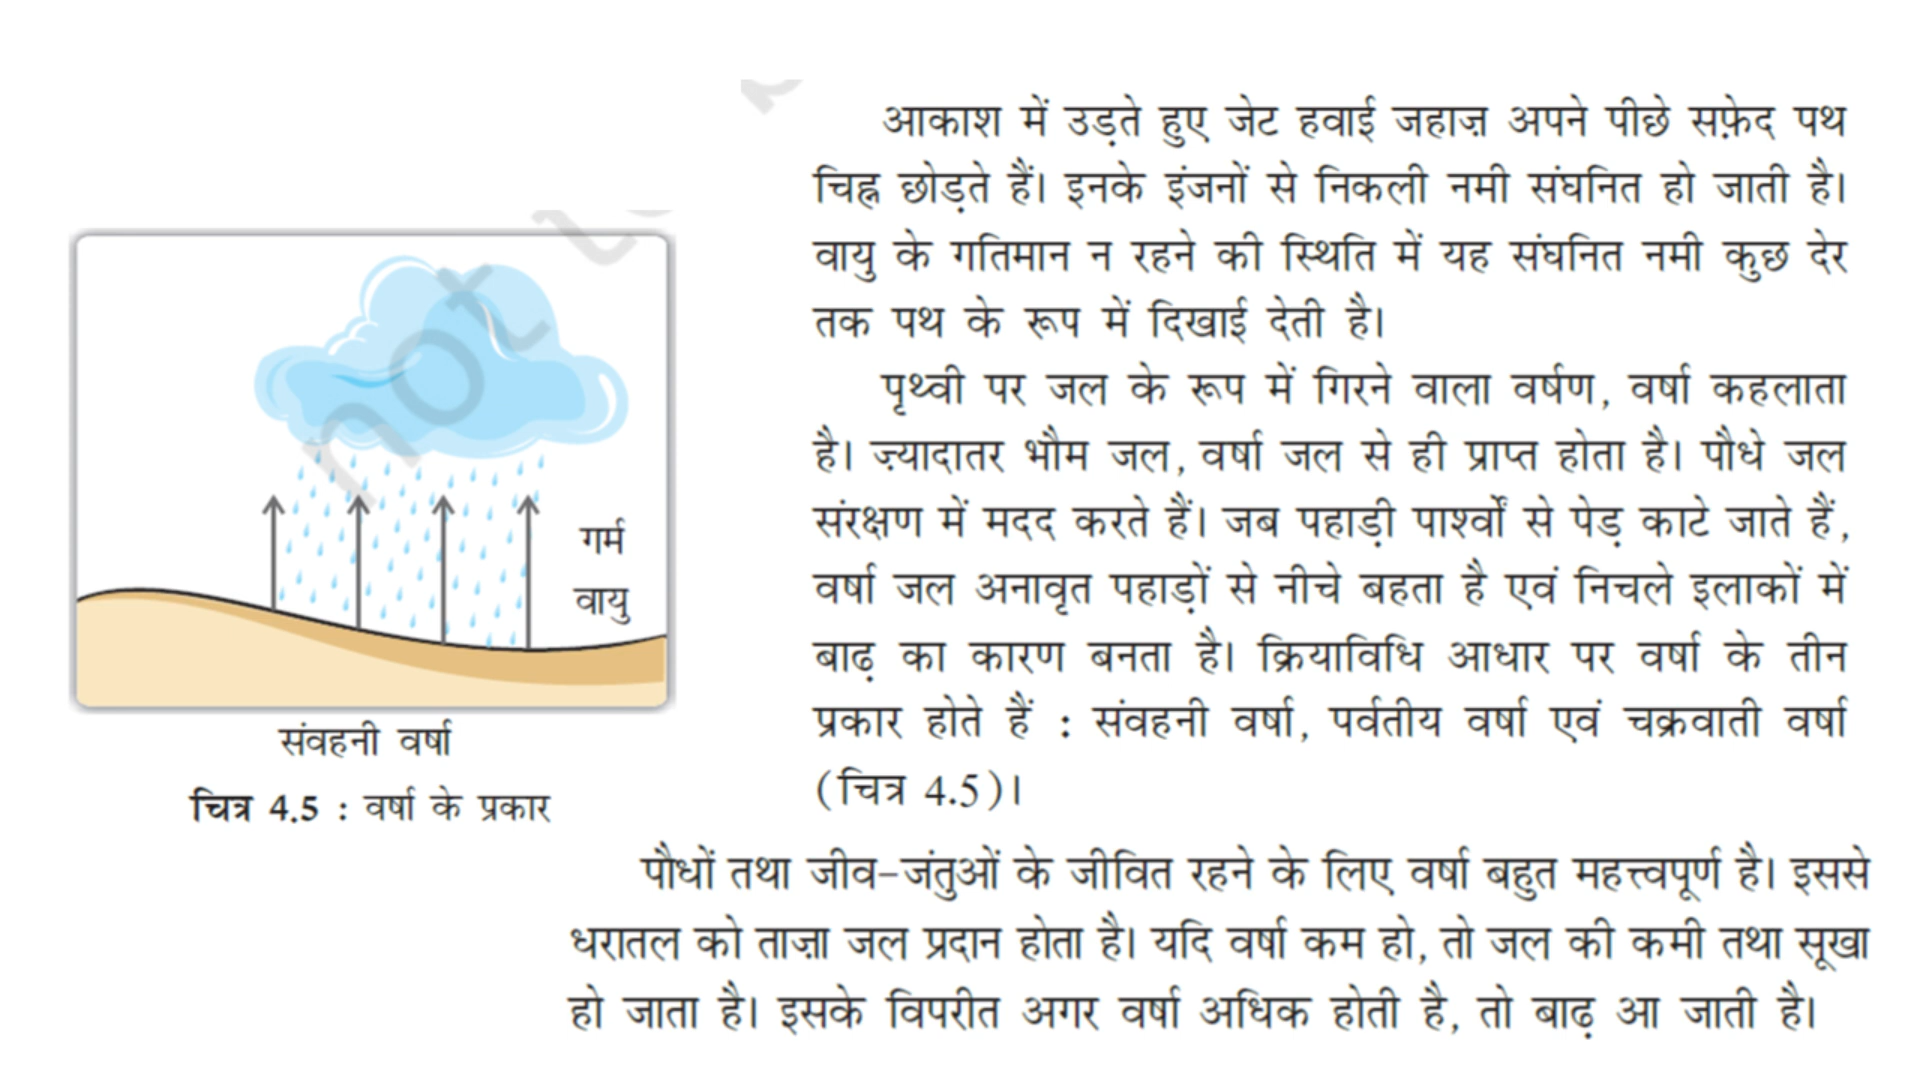 आकाश में उड़ते हुए जेट हवाई जहाज़ अपने पीछे सफ़ेद पथ
चिह्न छोड़ते हैं। इनके इंजनों से निकली नमी संघनित हो जाती है।
वायु के गतिमान न रहने की स्थिति में यह संघनित नमी कुछ देर
तक पथ के रूप में दिखाई देती है।
पृथ्वी पर जल के रूप में गिरने वाला वर्षण, वर्षा कहलाता
है। ज़्यादातर भौम जल, वर्षा जल से ही प्राप्त होता है। पौधे जल
संरक्षण में मदद करते हैं। जब पहाड़ी पार्श्वों से पेड़ काटे जाते हैं,
वर्षा जल अनावृत पहाड़ों से नीचे बहता है एवं निचले इलाकों में
बाढ़ का कारण बनता है। क्रियाविधि आधार पर वर्षा के तीन
प्रकार होते हैं : संवहनी वर्षा, पर्वतीय वर्षा एवं चक्रवाती वर्षा
(चित्र 4.5)।
not
गर्म
वायु
संवहनी वर्षा
चित्र 4.5 : वर्षा के प्रकार
पौधों तथा जीव-जंतुओं के जीवित रहने के लिए वर्षा बहुत महत्त्वपूर्ण है। इससे
धरातल को ताज़ा जल प्रदान होता है। यदि वर्षा कम हो, तो जल की कमी तथा सूखा
हो जाता है। इसके विपरीत अगर वर्षा अधिक होती है, तो बाढ़ आ जाती है।